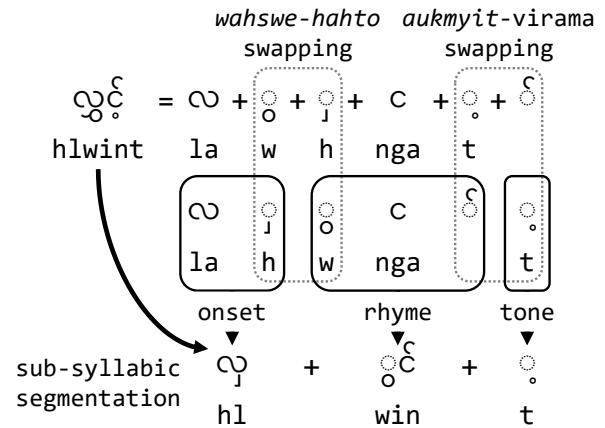 wahswe-hahto aukmyit-virama
swapping swapping
လွှင့် = လ + ွ + ှ + င + ့ + ်
hlwint la w h nga t
လ ှ ွ င ် ့
la h w nga t
onset rhyme tone
sub-syllabic လှ + ွင် + ့
segmentation hl win t